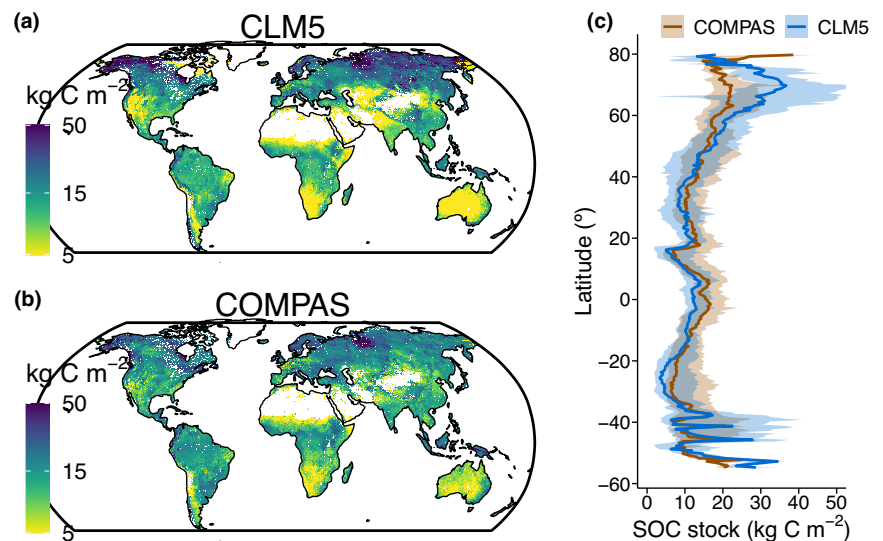 (a)
CLM5
kg C m⁻²
50
15
5
(b)
COMPAS
kg C m⁻²
50
15
5
(c)
COMPAS CLM5
80
60
40
20
0
−20
−40
−60
Latitude (°)
0 10 20 30 40 50
SOC stock (kg C m⁻²)